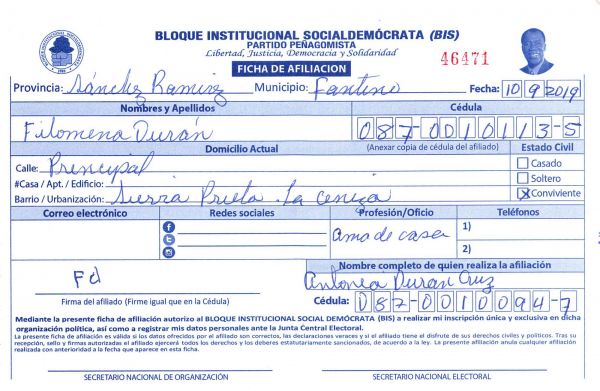 BLOQUE INSTITUCIONAL SOCIALDEMÓCRATA (BIS)
PARTIDO PEÑAGOMISTA
Libertad, Justicia, Democracia y Solidaridad
46471
FICHA DE AFILIACION
Provincia: Sánchez Ramirez Municipio: Fantino Fecha: 10 9 2019
Nombres y Apellidos Cédula
Filomena Durán 087-0010113-5
Domicilio Actual (Anexar copia de cédula del afiliado) Estado Civil
Calle: Principal Casado
#Casa / Apt. / Edificio: Soltero
Barrio / Urbanización: Sierra Prieta. La ceniza X Conviviente
Correo electrónico Redes sociales Profesión/Oficio Teléfonos
Ama de casa 1)
2)
Nombre completo de quien realiza la afiliación
Fd Antonia Duran Cruz
Firma del afiliado (Firme igual que en la Cédula) Cédula: 087-0010094-7
Mediante la presente ficha de afiliación autorizo al BLOQUE INSTITUCIONAL SOCIAL DEMÓCRATA (BIS) a realizar mi inscripción única y exclusiva en dicha
organización política, así como a registrar mis datos personales ante la Junta Central Electoral.
La presente ficha de afiliación es válida si los datos ofrecidos por el afiliado son correctos, las declaraciones veraces y si el afiliado tiene el disfrute de sus derechos civiles y políticos. Tras su
recepción, sello y firmas autorizadas el afiliado ejercerá todos los derechos y los deberes estatutariamente sancionados, de acuerdo a la ley. La presente afiliación anula cualquier afiliación
realizada con anterioridad a la fecha que aparece en esta ficha.
SECRETARIO NACIONAL DE ORGANIZACIÓN SECRETARIO NACIONAL ELECTORAL